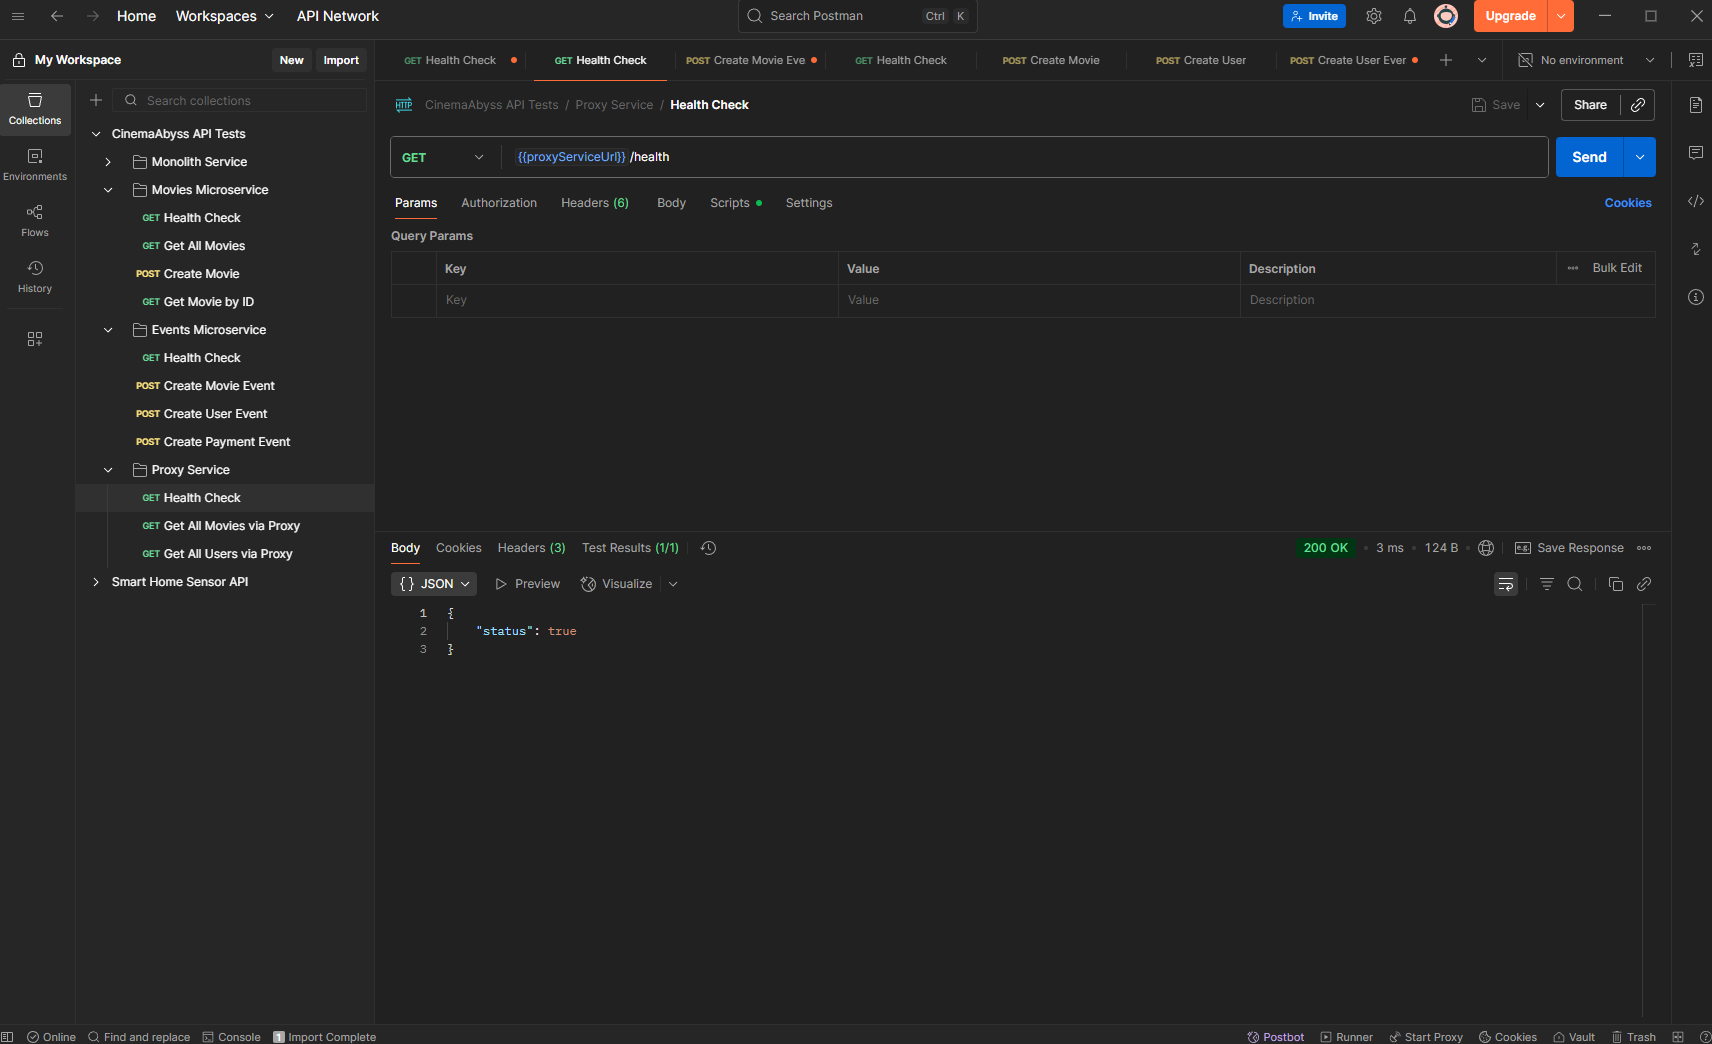 Home Workspaces API Network Search Postman Ctrl K Invite Upgrade
My Workspace New Import
GET Health Check GET Health Check POST Create Movie Eve GET Health Check POST Create Movie POST Create User POST Create User Ever No environment
Collections
Environments
Flows
History
Search collections
CinemaAbyss API Tests
Monolith Service
Movies Microservice
GET Health Check
GET Get All Movies
POST Create Movie
GET Get Movie by ID
Events Microservice
GET Health Check
POST Create Movie Event
POST Create User Event
POST Create Payment Event
Proxy Service
GET Health Check
GET Get All Movies via Proxy
GET Get All Users via Proxy
Smart Home Sensor API
HTTP CinemaAbyss API Tests / Proxy Service / Health Check Save Share
GET {{proxyServiceUrl}} /health Send
Params Authorization Headers (6) Body Scripts Settings Cookies
Query Params
Key Value Description Bulk Edit
Key Value Description
Body Cookies Headers (3) Test Results (1/1) 200 OK 3 ms 124 B e.g. Save Response
{} JSON Preview Visualize
1 {
2 "status": true
3 }
Online Find and replace Console 1 Import Complete Postbot Runner Start Proxy Cookies Vault Trash